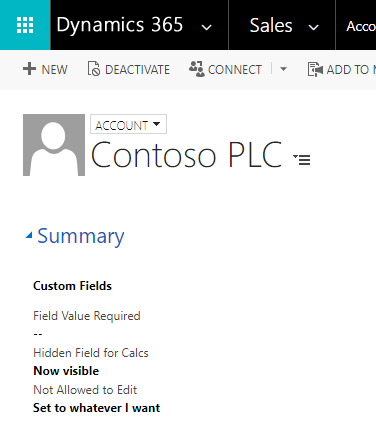 Dynamics 365 Sales Acco
NEW DEACTIVATE CONNECT ADD TO M
ACCOUNT
Contoso PLC
Summary
Custom Fields
Field Value Required
--
Hidden Field for Calcs
Now visible
Not Allowed to Edit
Set to whatever I want